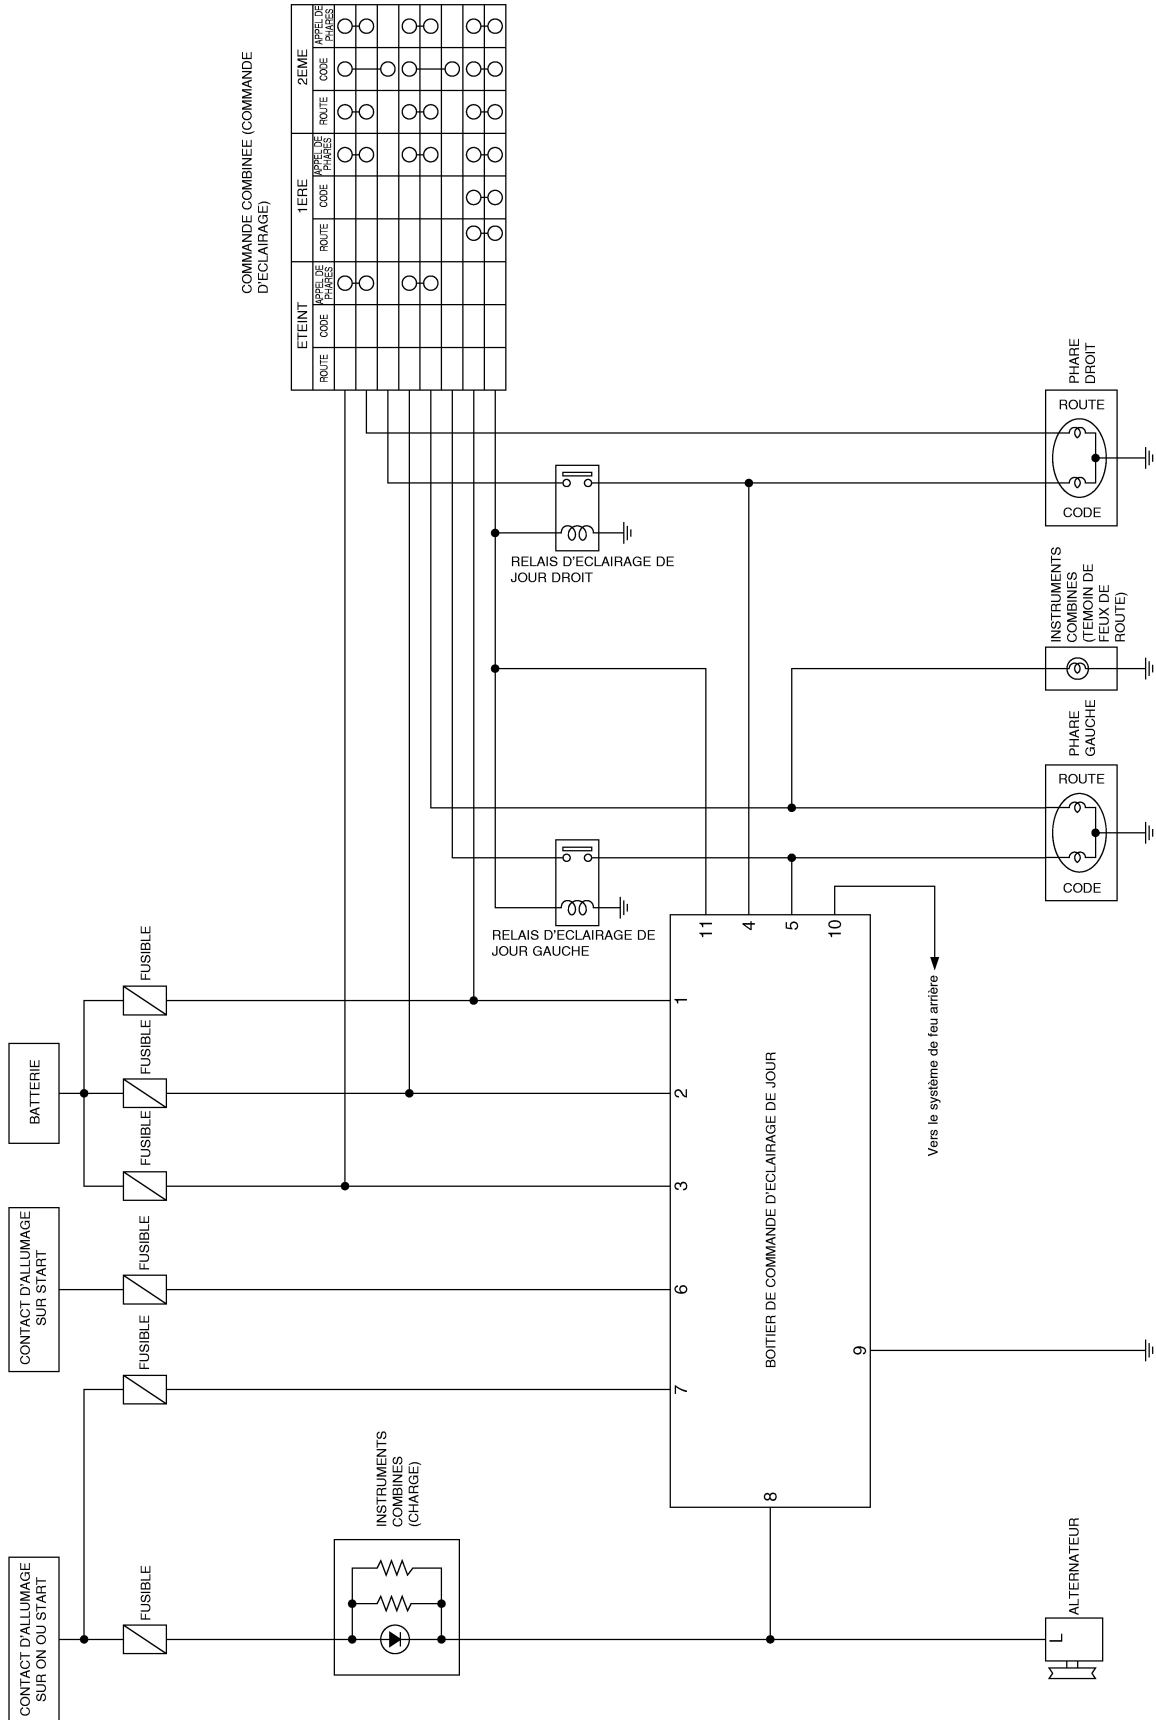 CONTACT D'ALLUMAGE
SUR ON OU START
CONTACT D'ALLUMAGE
SUR START
BATTERIE
FUSIBLE
FUSIBLE
FUSIBLE
FUSIBLE
FUSIBLE
FUSIBLE
COMMANDE COMBINEE (COMMANDE
D'ECLAIRAGE)
ETEINT
1ERE
2EME
ROUTE
CODE
APPEL DE
PHARES
ROUTE
CODE
APPEL DE
PHARES
ROUTE
CODE
APPEL DE
PHARES
INSTRUMENTS
COMBINES
(CHARGE)
RELAIS D'ECLAIRAGE DE
JOUR GAUCHE
RELAIS D'ECLAIRAGE DE
JOUR DROIT
8
7
6
3
2
1
9
10
5
4
11
BOITIER DE COMMANDE D'ECLAIRAGE DE JOUR
Vers le système de feu arrière
L
ALTERNATEUR
PHARE
GAUCHE
ROUTE
CODE
INSTRUMENTS
COMBINES
(TEMOIN DE
FEUX DE
ROUTE)
PHARE
DROIT
ROUTE
CODE